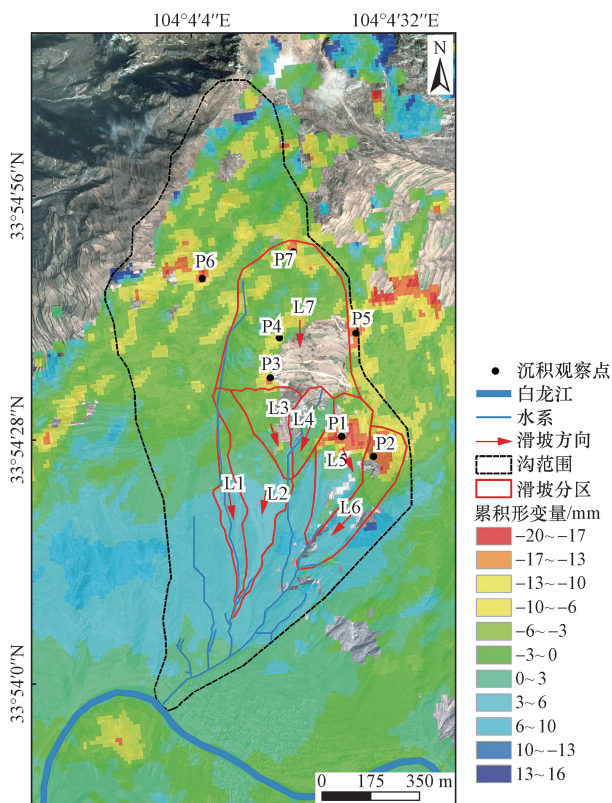 104°4′4″E
104°4′32″E
N
33°54′56″N
33°54′28″N
33°54′0″N
P6
P7
L7
P4
P5
P3
L3
L4
P1
P2
L5
L1
L2
L6
0 175 350 m
沉积观察点
白龙江
水系
滑坡方向
沟范围
滑坡分区
累积形变量/mm
−20~−17
−17~−13
−13~−10
−10~−6
−6~−3
−3~0
0~3
3~6
6~10
10~−13
13~16